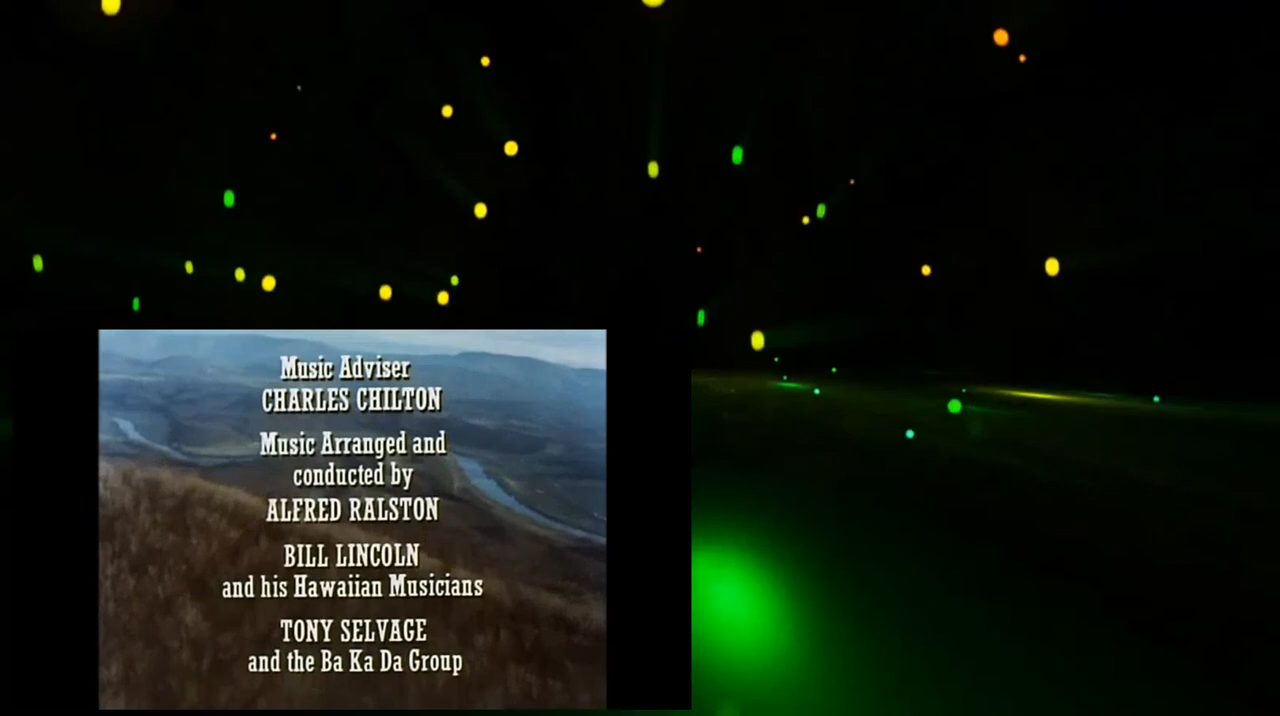 Music Adviser
CHARLES CHILTON
Music Arranged and
conducted by
ALFRED RALSTON
BILL LINCOLN
and his Hawaiian Musicians
TONY SELVAGE
and the Ba Ka Da Group